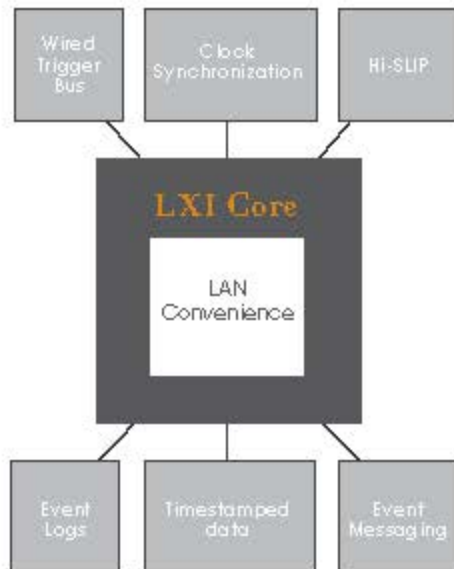 Wired
Trigger
Bus
Clock
Synchronization
Hi-SLIP
LXI Core
LAN
Convenience
Event
Logs
Timestamped
data
Event
Messaging